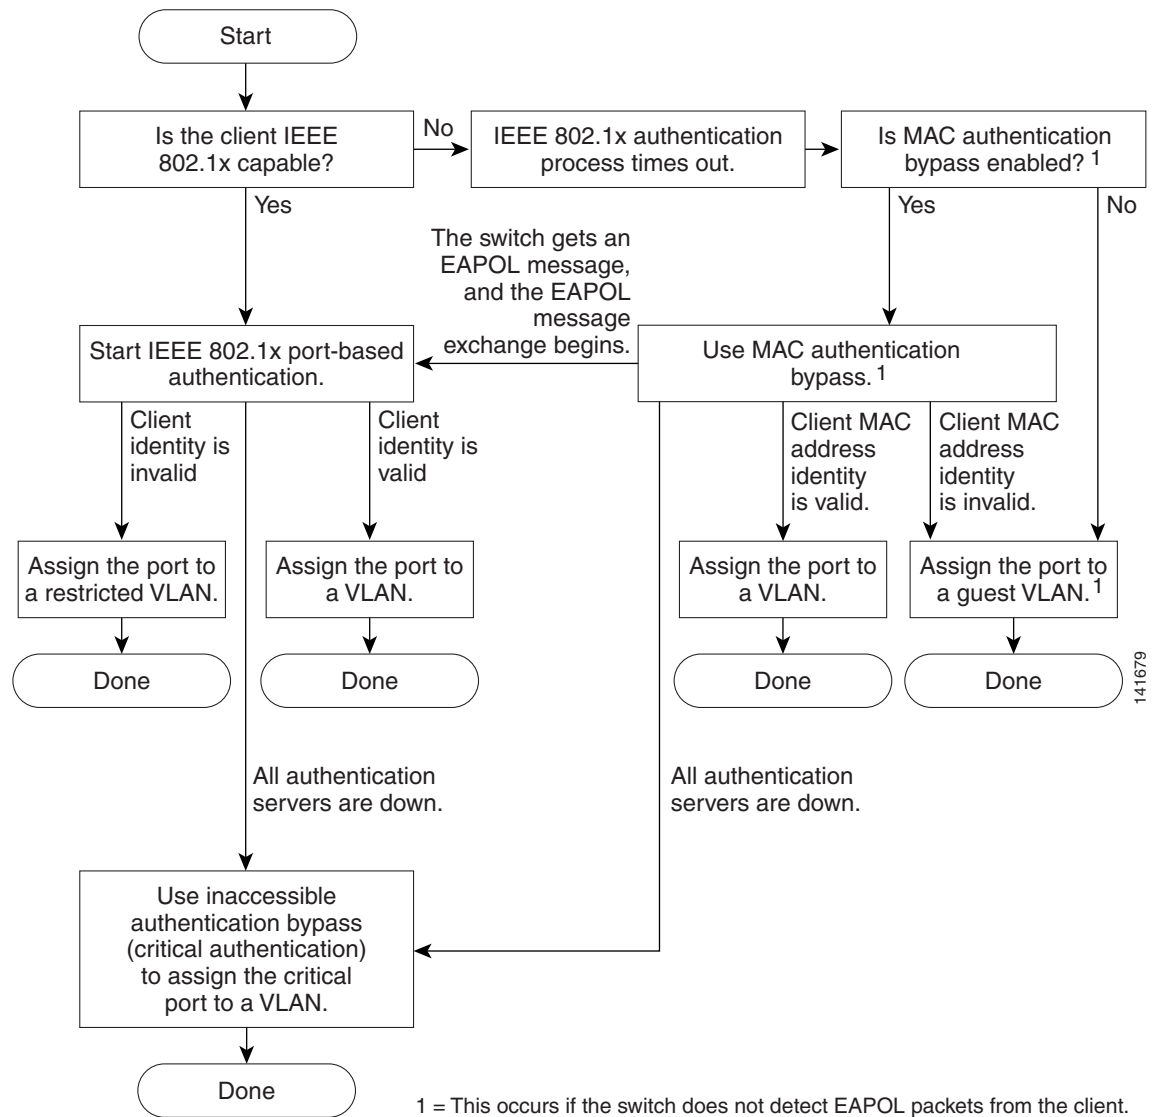 Start
Is the client IEEE
802.1x capable?
No
IEEE 802.1x authentication
process times out.
Is MAC authentication
bypass enabled? 1
Yes
Yes
No
The switch gets an
EAPOL message,
and the EAPOL
message
exchange begins.
Start IEEE 802.1x port-based
authentication.
Use MAC authentication
bypass. 1
Client
identity is
invalid
Client
identity is
valid
Client MAC
address
identity
is valid.
Client MAC
address
identity
is invalid.
Assign the port to
a restricted VLAN.
Assign the port to
a VLAN.
Assign the port to
a VLAN.
Assign the port to
a guest VLAN. 1
Done
Done
Done
Done
141679
All authentication
servers are down.
All authentication
servers are down.
Use inaccessible
authentication bypass
(critical authentication)
to assign the critical
port to a VLAN.
Done
1 = This occurs if the switch does not detect EAPOL packets from the client.